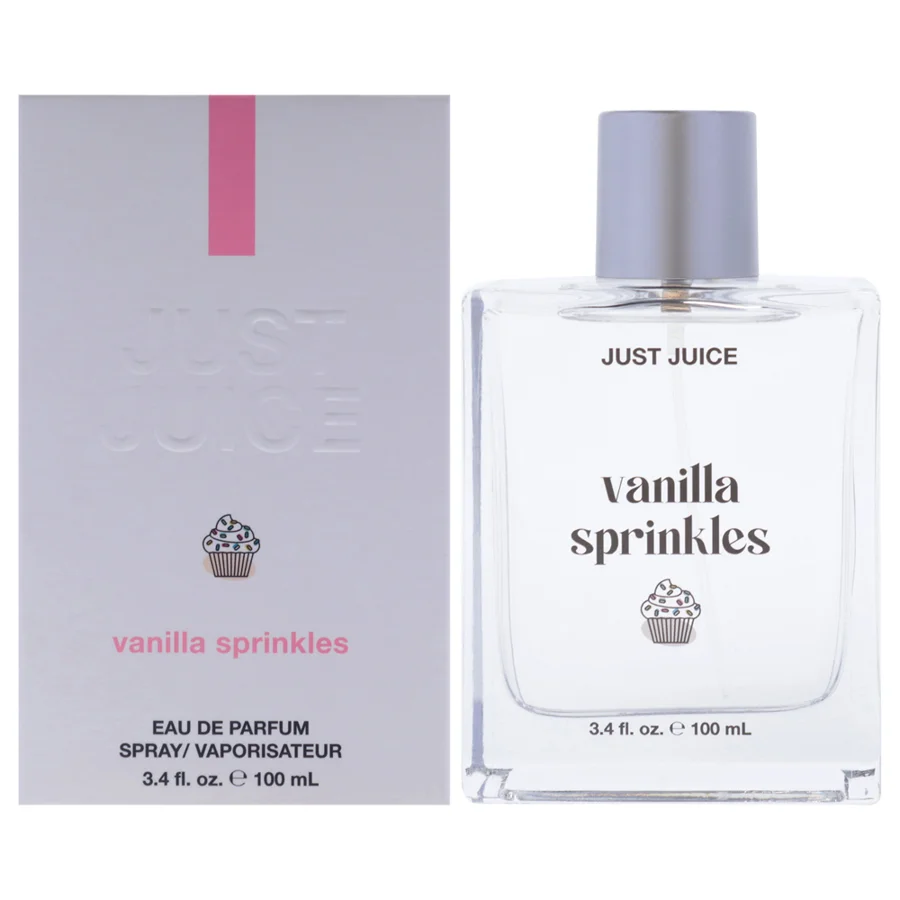 JUST
JUICE
vanilla sprinkles
EAU DE PARFUM
SPRAY/ VAPORISATEUR
3.4 fl. oz. ℮ 100 mL
JUST JUICE
vanilla
sprinkles
3.4 fl. oz. ℮ 100 mL